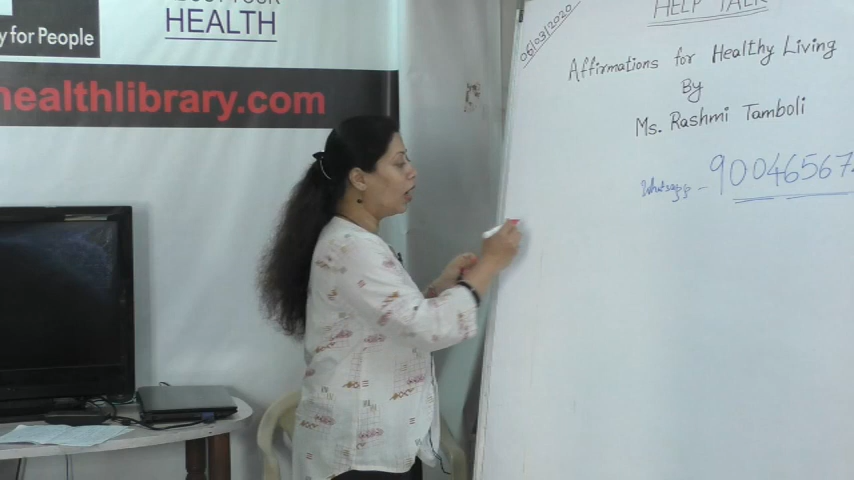 y for People
HEALTH
healthlibrary.com
06/03/2020
HELP TALK
Affirmations for Healthy Living
By
Ms. Rashmi Tamboli
Whatsapp - 90046567